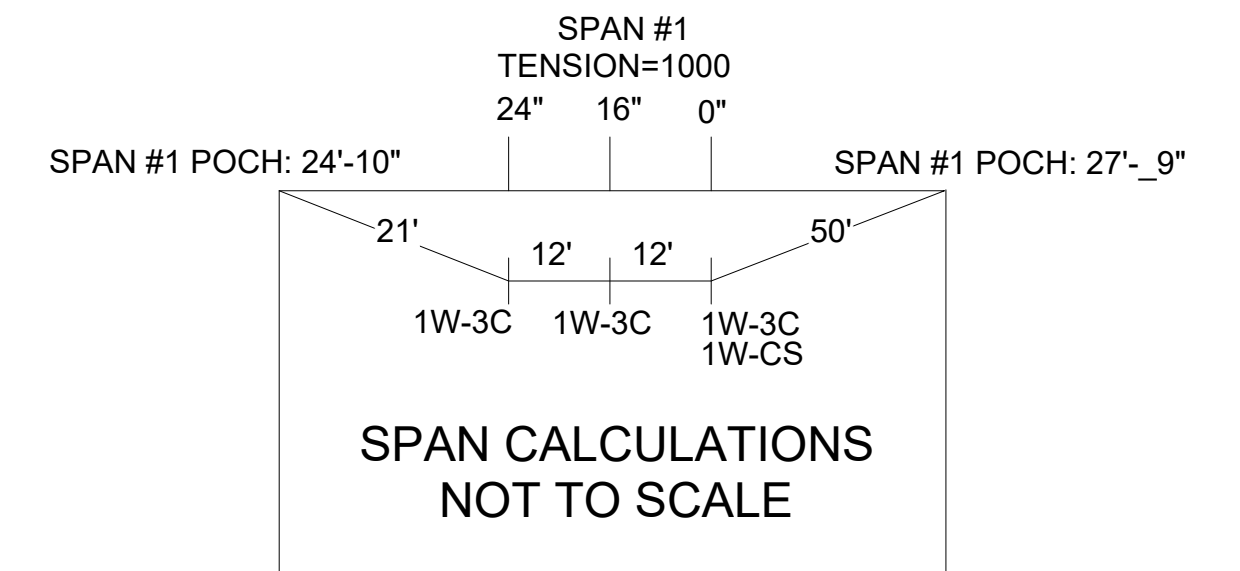 SPAN #1
TENSION=1000
24" 16" 0"
SPAN #1 POCH: 24'-10" SPAN #1 POCH: 27'-_9"
21' 12' 12' 50'
1W-3C 1W-3C 1W-3C
1W-CS
SPAN CALCULATIONS
NOT TO SCALE